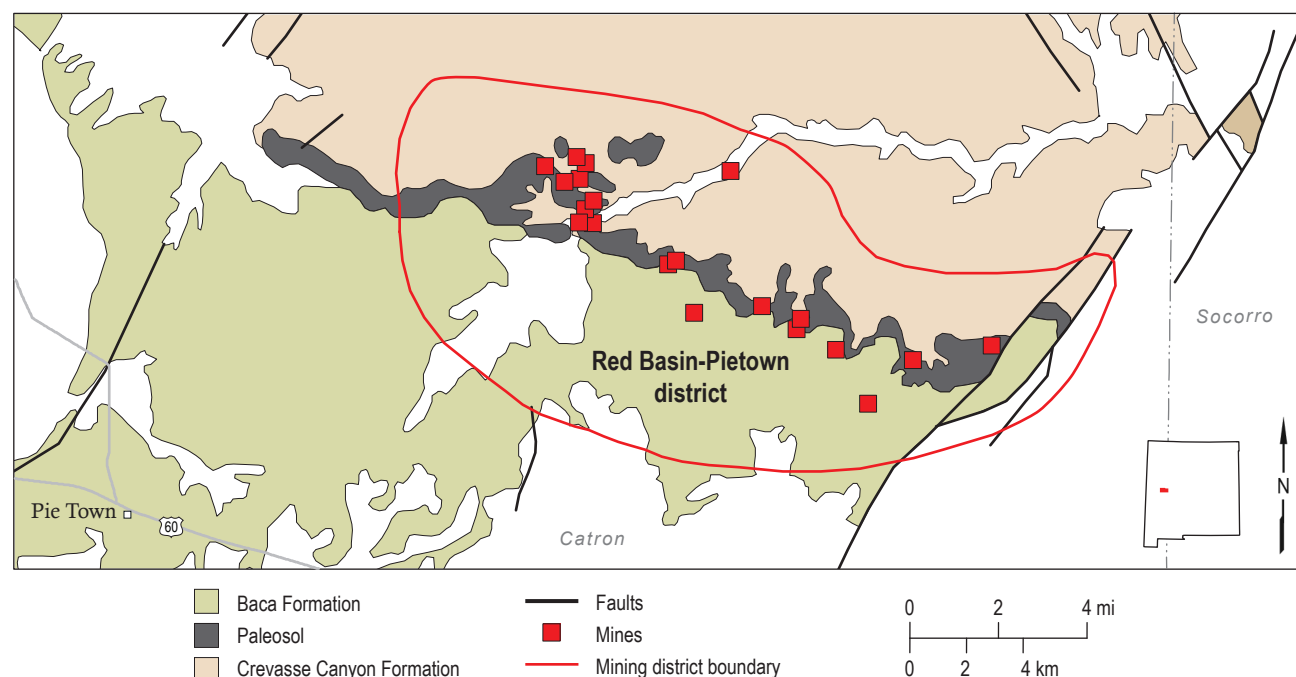 Socorro
Red Basin-Pietown
district
N
Pie Town
60
Catron
Baca Formation
Paleosol
Crevasse Canyon Formation
Faults
Mines
Mining district boundary
0 2 4 mi
0 2 4 km